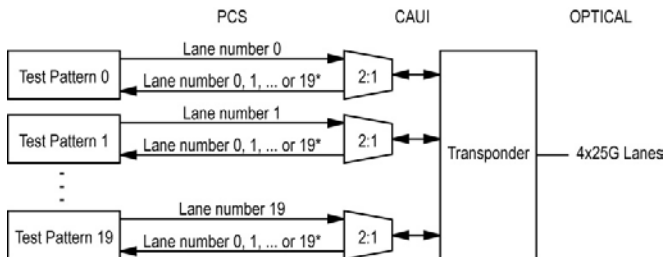 PCS CAUI OPTICAL
Lane number 0
Test Pattern 0
Lane number 0, 1, ... or 19*
2:1
Lane number 1
Test Pattern 1
Lane number 0, 1, ... or 19*
2:1
Transponder
4x25G Lanes
Lane number 19
Test Pattern 19
Lane number 0, 1, ... or 19*
2:1